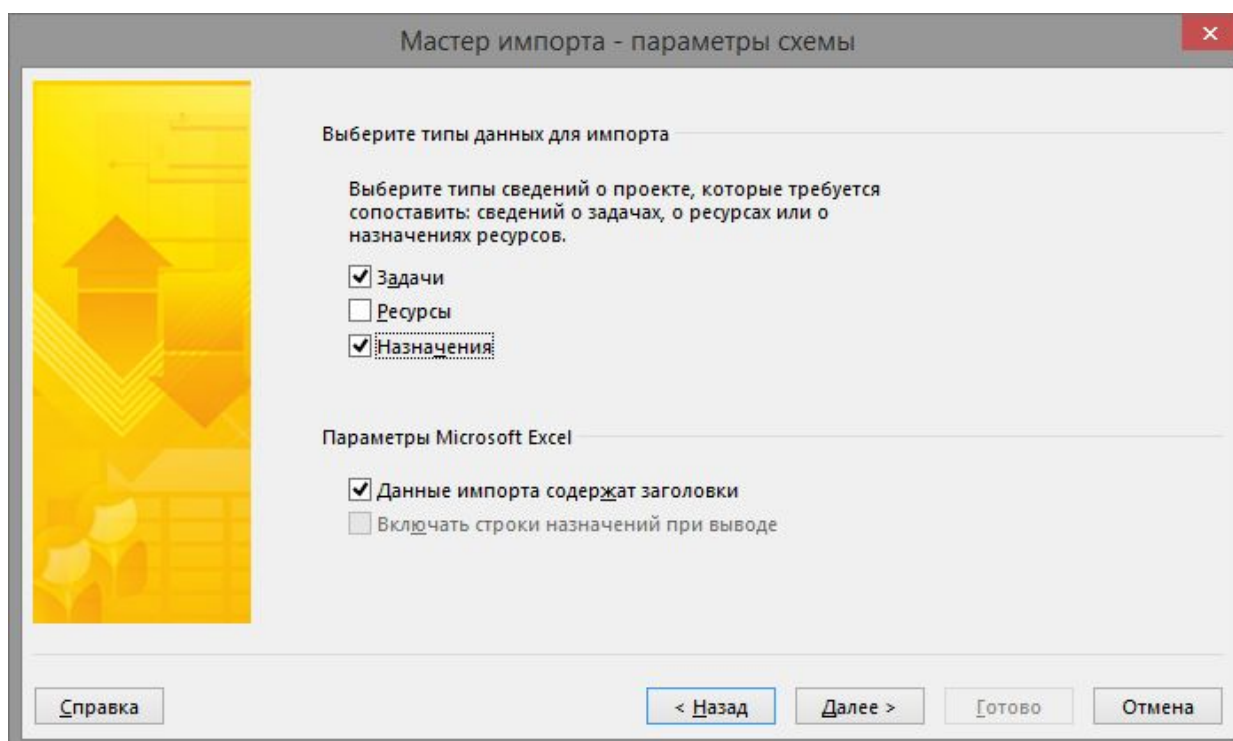 Мастер импорта - параметры схемы
Выберите типы данных для импорта
Выберите типы сведений о проекте, которые требуется
сопоставить: сведений о задачах, о ресурсах или о
назначениях ресурсов.
Задачи
Ресурсы
Назначения
Параметры Microsoft Excel
Данные импорта содержат заголовки
Включать строки назначений при выводе
Справка
< Назад
Далее >
Готово
Отмена